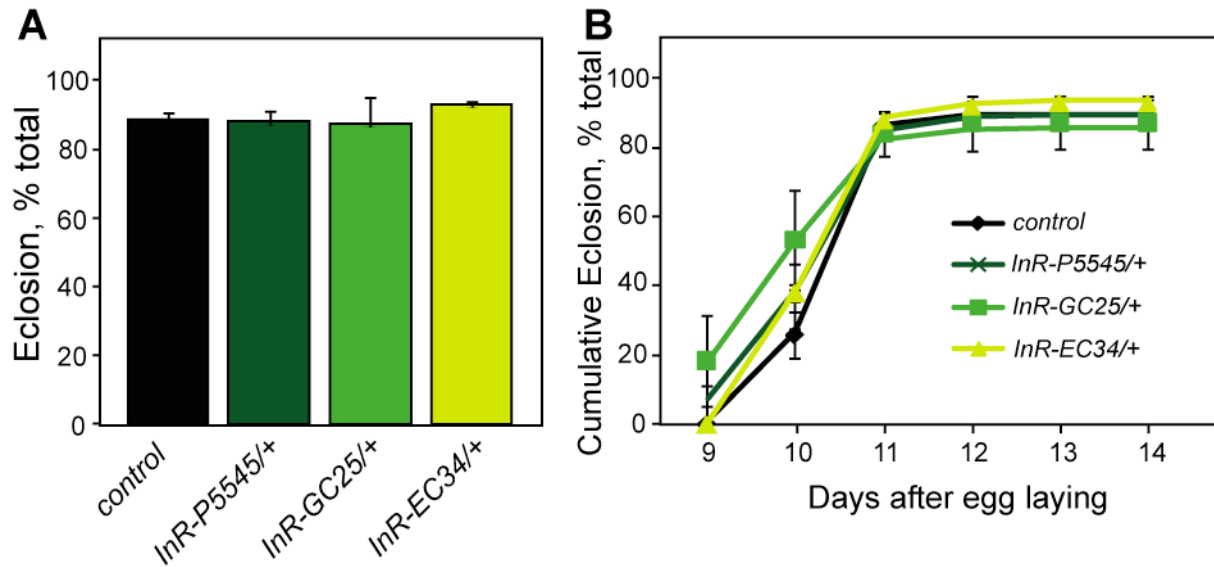 A
Eclosion, % total
100
80
60
40
20
0
control
InR-P5545/+
InR-GC25/+
InR-EC34/+
B
Cumulative Eclosion, % total
100
80
60
40
20
0
9 10 11 12 13 14
Days after egg laying
control
InR-P5545/+
InR-GC25/+
InR-EC34/+